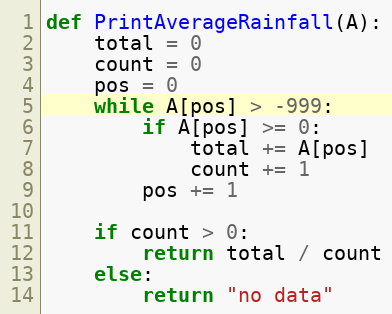 1 def PrintAverageRainfall(A):
2     total = 0
3     count = 0
4     pos = 0
5     while A[pos] > -999:
6         if A[pos] >= 0:
7             total += A[pos]
8             count += 1
9         pos += 1
10
11     if count > 0:
12         return total / count
13     else:
14         return "no data"